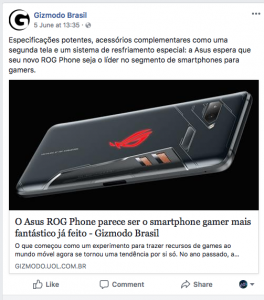 Gizmodo Brasil
5 June at 13:35
Especificações potentes, acessórios complementares como uma
segunda tela e um sistema de resfriamento especial: a Asus espera que
seu novo ROG Phone seja o líder no segmento de smartphones para
gamers.
O Asus ROG Phone parece ser o smartphone gamer mais
fantástico já feito - Gizmodo Brasil
O que começou como um experimento para trazer recursos de games ao
mundo móvel agora se tornou uma tendência por si só. No ano passado, a...
GIZMODO.UOL.COM.BR
Like
Comment
Share